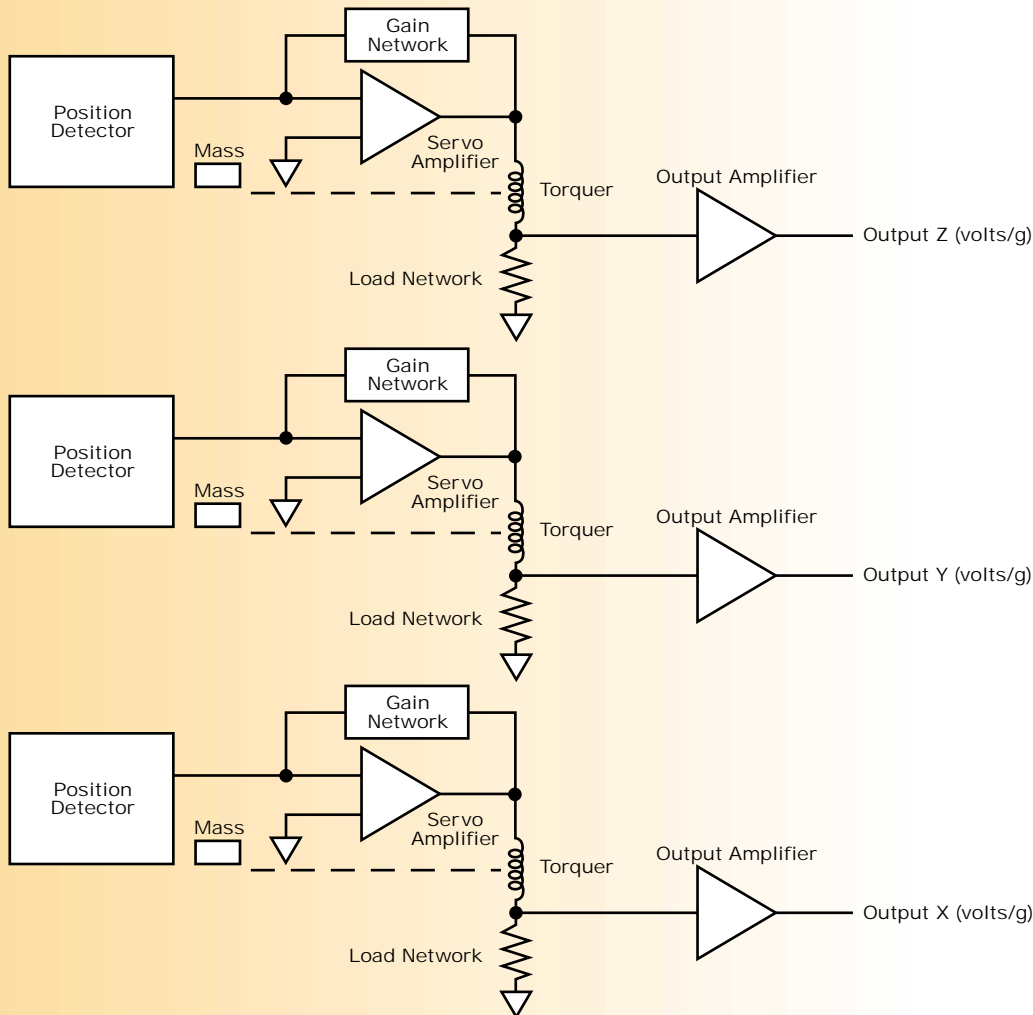 Gain
Network
Position
Detector
Mass
Servo
Amplifier
Torquer
Output Amplifier
Output Z (volts/g)
Load Network
Gain
Network
Position
Detector
Mass
Servo
Amplifier
Torquer
Output Amplifier
Output Y (volts/g)
Load Network
Gain
Network
Position
Detector
Mass
Servo
Amplifier
Torquer
Output Amplifier
Output X (volts/g)
Load Network